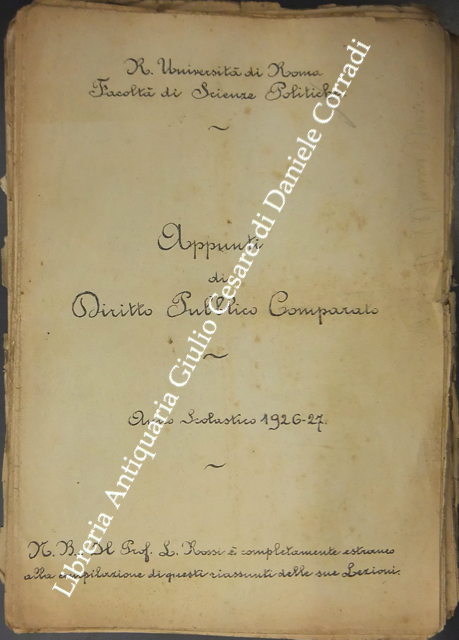 R. Università di Roma
Facoltà di Scienze Politiche
Appunti
di
Diritto Pubblico Comparato
Anno Scolastico 1926-27.
N. B. Il Prof. L. Rossi è completamente estraneo
alla compilazione di questi riassunti delle sue Lezioni.
Libreria Antiquaria Giulio Cesare di Daniele Corradi